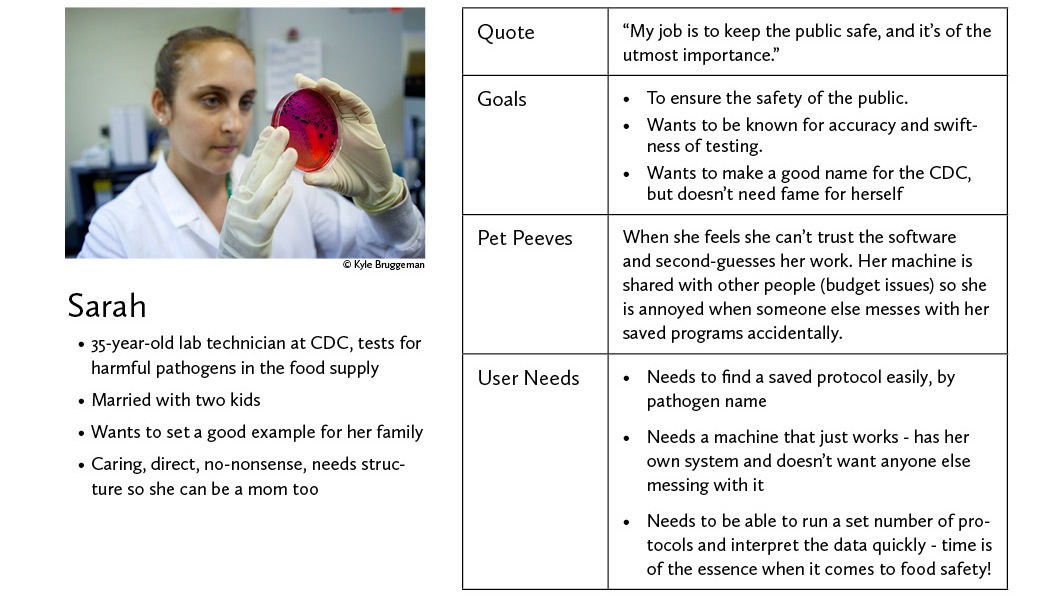 © Kyle Bruggeman
Sarah
• 35-year-old lab technician at CDC, tests for
harmful pathogens in the food supply
• Married with two kids
• Wants to set a good example for her family
• Caring, direct, no-nonsense, needs struc-
ture so she can be a mom too
Quote
“My job is to keep the public safe, and it’s of the
utmost importance.”
Goals
• To ensure the safety of the public.
• Wants to be known for accuracy and swift-
ness of testing.
• Wants to make a good name for the CDC,
but doesn’t need fame for herself
Pet Peeves
When she feels she can’t trust the software
and second-guesses her work. Her machine is
shared with other people (budget issues) so she
is annoyed when someone else messes with her
saved programs accidentally.
User Needs
• Needs to find a saved protocol easily, by
pathogen name
• Needs a machine that just works - has her
own system and doesn’t want anyone else
messing with it
• Needs to be able to run a set number of pro-
tocols and interpret the data quickly - time is
of the essence when it comes to food safety!